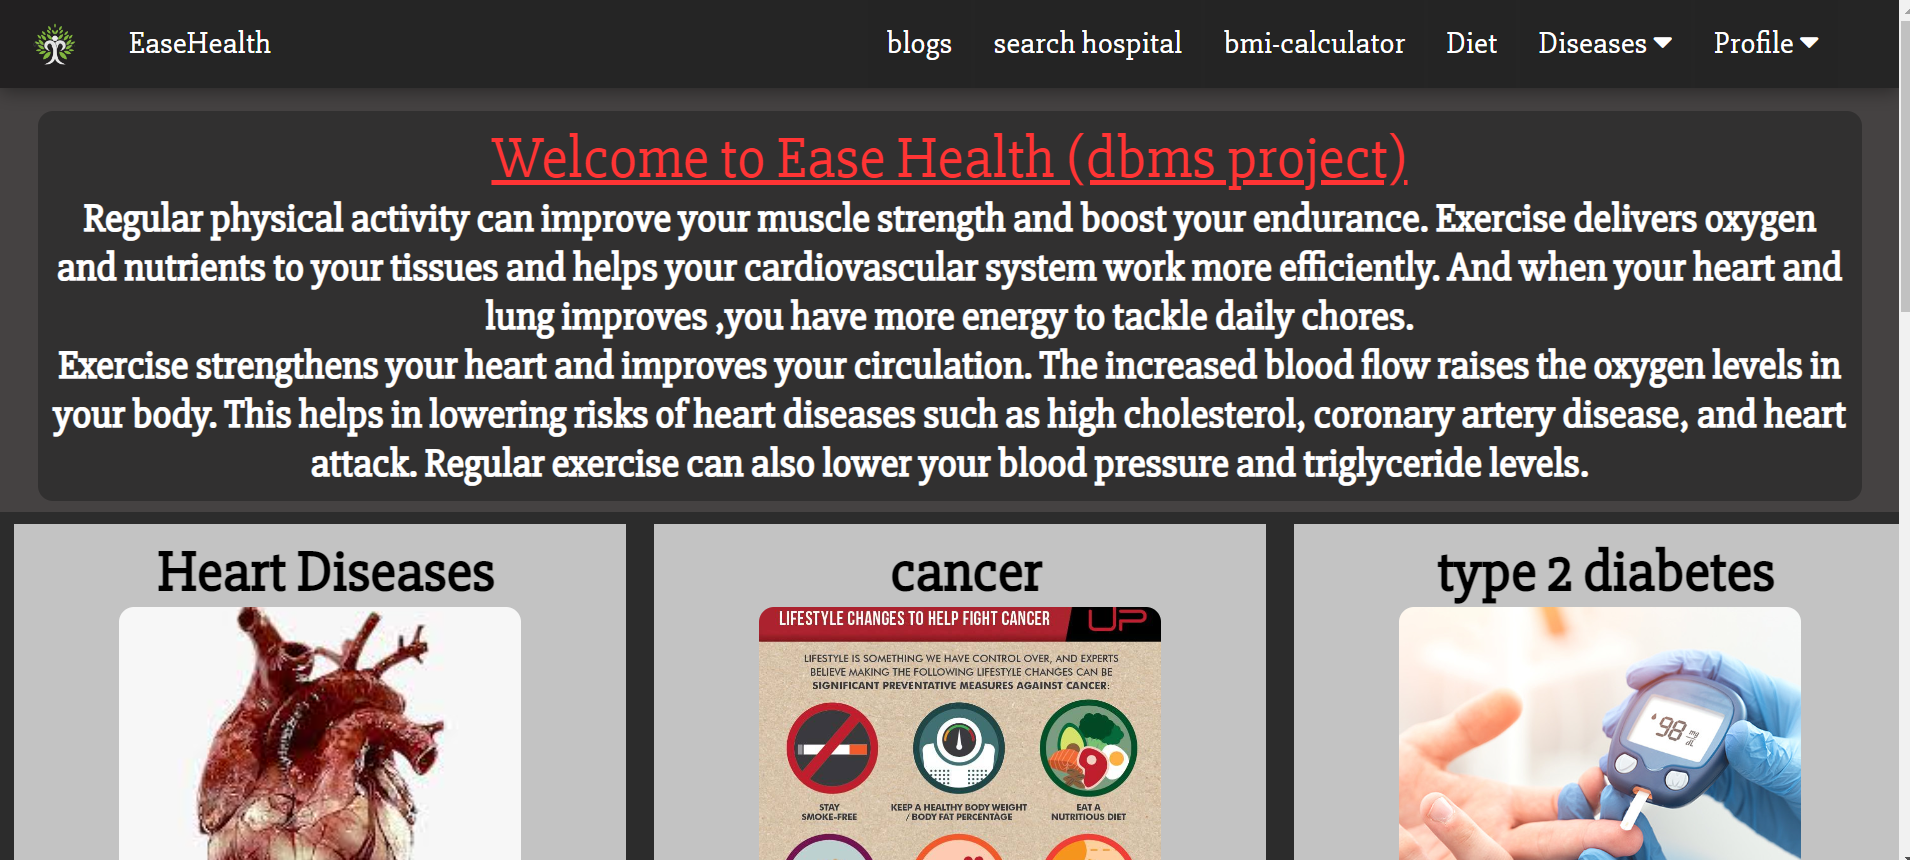 EaseHealth
blogs
search hospital
bmi-calculator
Diet
Diseases
Profile
Welcome to Ease Health (dbms project)
Regular physical activity can improve your muscle strength and boost your endurance. Exercise delivers oxygen
and nutrients to your tissues and helps your cardiovascular system work more efficiently. And when your heart and
lung improves ,you have more energy to tackle daily chores.
Exercise strengthens your heart and improves your circulation. The increased blood flow raises the oxygen levels in
your body. This helps in lowering risks of heart diseases such as high cholesterol, coronary artery disease, and heart
attack. Regular exercise can also lower your blood pressure and triglyceride levels.
Heart Diseases
cancer
LIFESTYLE CHANGES TO HELP FIGHT CANCER
UP
LIFESTYLE IS SOMETHING WE HAVE CONTROL OVER, AND EXPERTS
BELIEVE MAKING THE FOLLOWING LIFESTYLE CHANGES CAN BE
SIGNIFICANT PREVENTATIVE MEASURES AGAINST CANCER:
STAY
SMOKE-FREE
KEEP A HEALTHY BODY WEIGHT
/ BODY FAT PERCENTAGE
EAT A
NUTRITIOUS DIET
type 2 diabetes
98 mg/dL